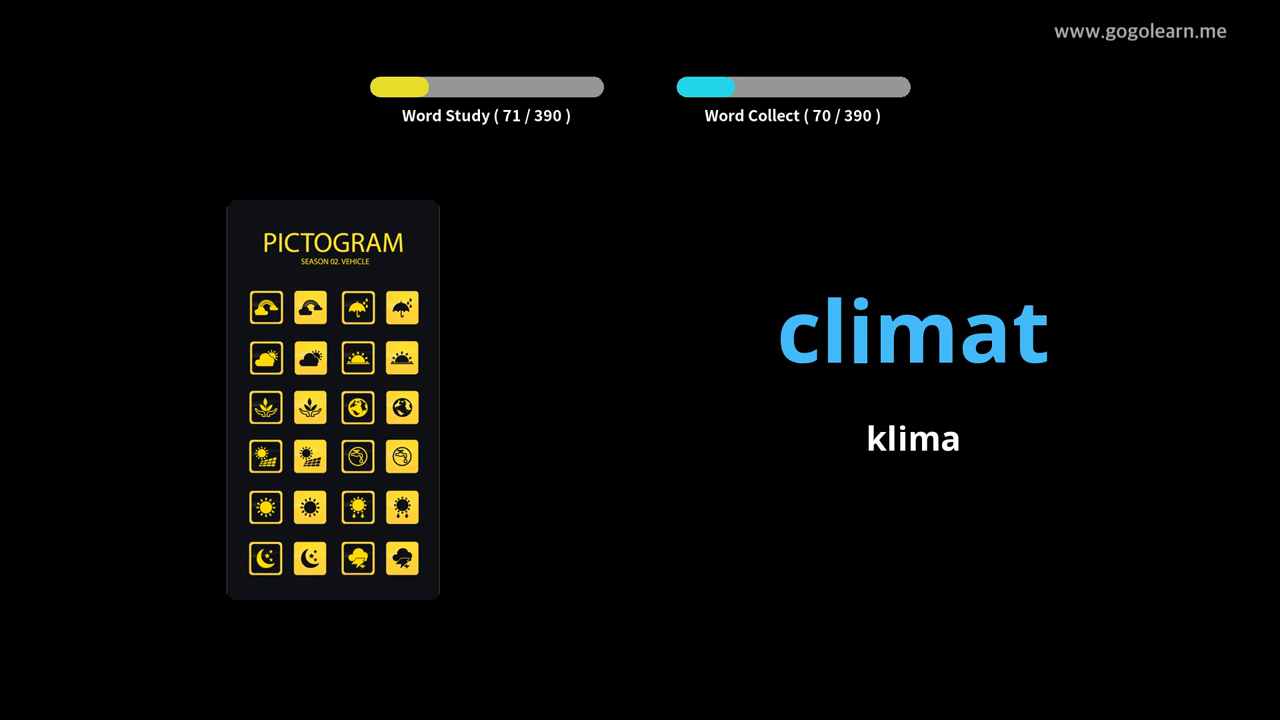 www.gogolearn.me
Word Study ( 71 / 390 )
Word Collect ( 70 / 390 )
PICTOGRAM
SEASON 02. VEHICLE
climat
klima